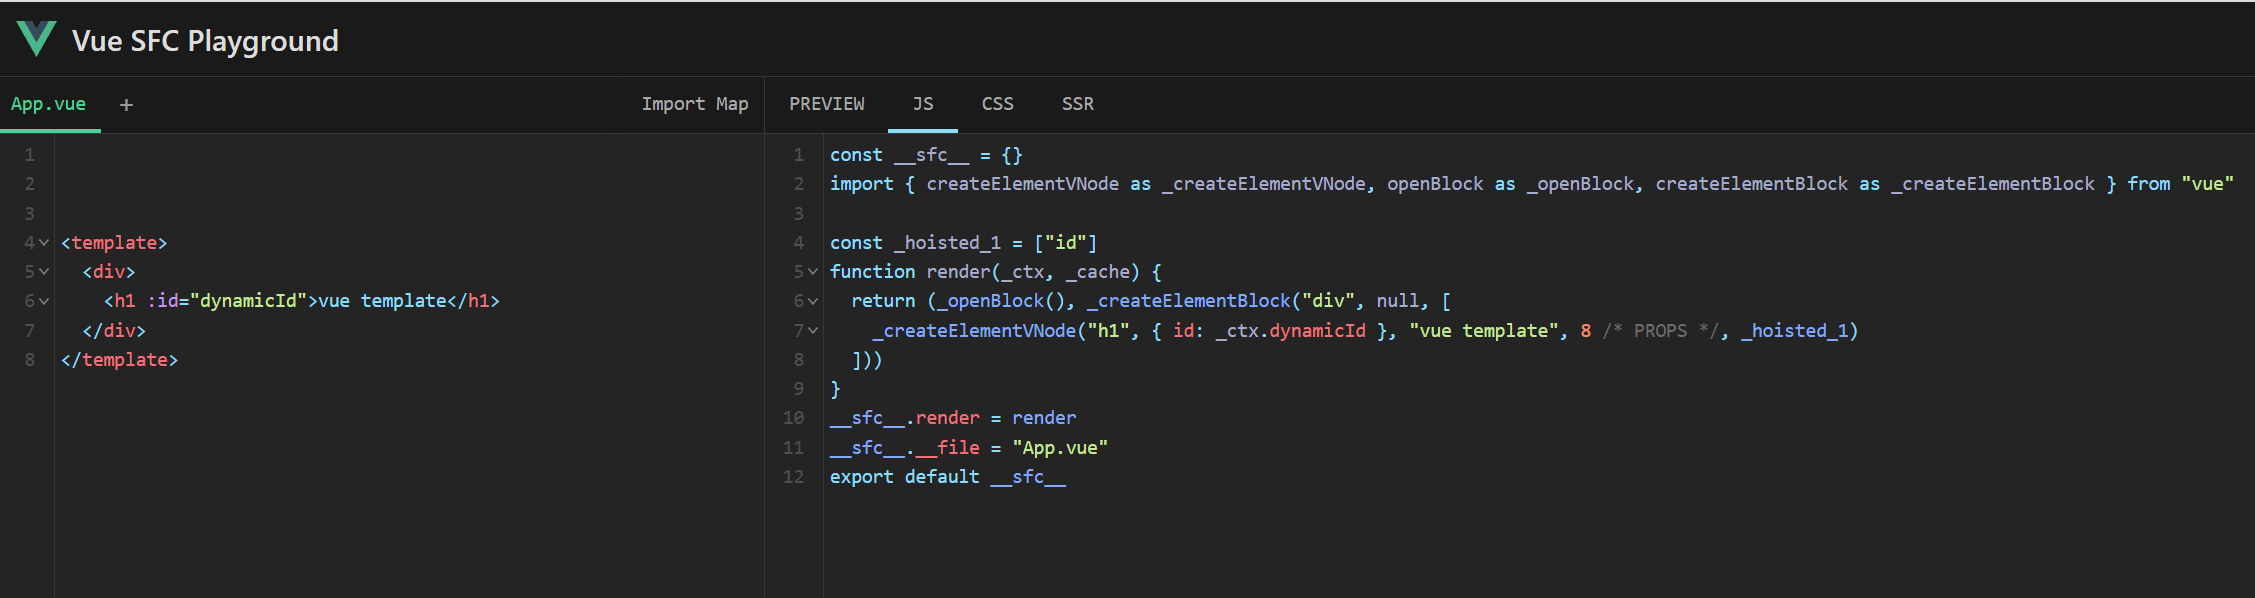 Vue SFC Playground
App.vue + Import Map
1
2
3
4 <template>
5   <div>
6     <h1 :id="dynamicId">vue template</h1>
7   </div>
8 </template>
PREVIEW JS CSS SSR
1 const __sfc__ = {}
2 import { createElementVNode as _createElementVNode, openBlock as _openBlock, createElementBlock as _createElementBlock } from "vue"
3
4 const _hoisted_1 = ["id"]
5 function render(_ctx, _cache) {
6   return (_openBlock(), _createElementBlock("div", null, [
7     _createElementVNode("h1", { id: _ctx.dynamicId }, "vue template", 8 /* PROPS */, _hoisted_1)
8   ]))
9 }
10 __sfc__.render = render
11 __sfc__.__file = "App.vue"
12 export default __sfc__